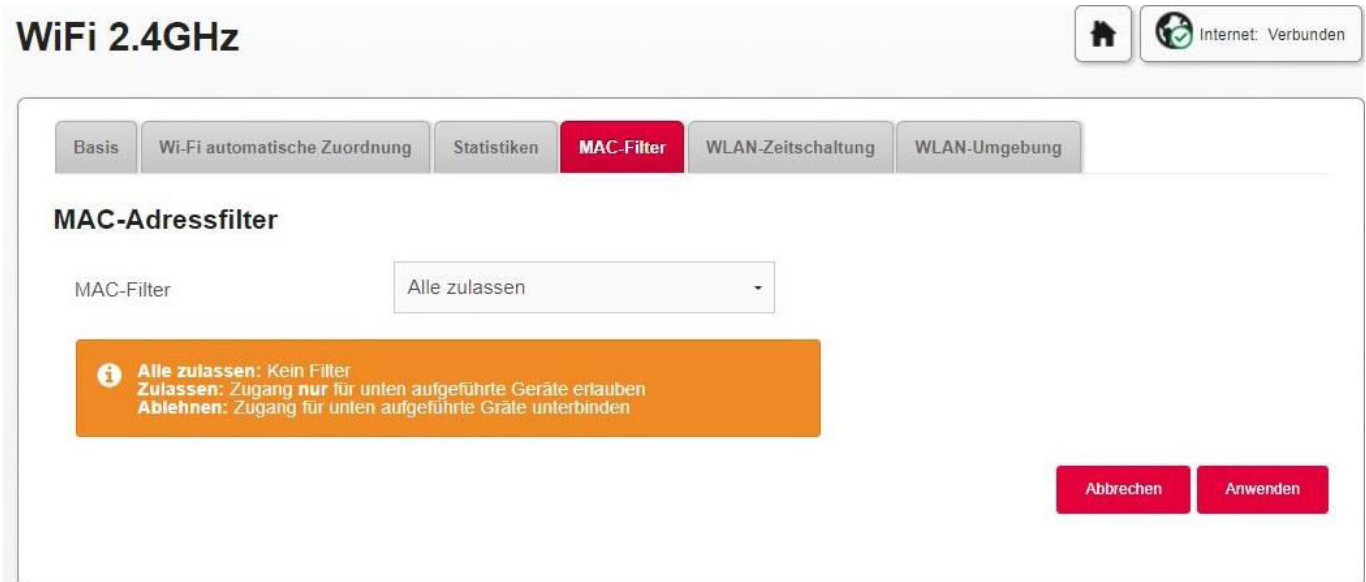 WiFi 2.4GHz
Internet: Verbunden
Basis Wi-Fi automatische Zuordnung Statistiken MAC-Filter WLAN-Zeitschaltung WLAN-Umgebung
MAC-Adressfilter
MAC-Filter Alle zulassen
Alle zulassen: Kein Filter
Zulassen: Zugang nur für unten aufgeführte Geräte erlauben
Ablehnen: Zugang für unten aufgeführte Gräte unterbinden
Abbrechen Anwenden